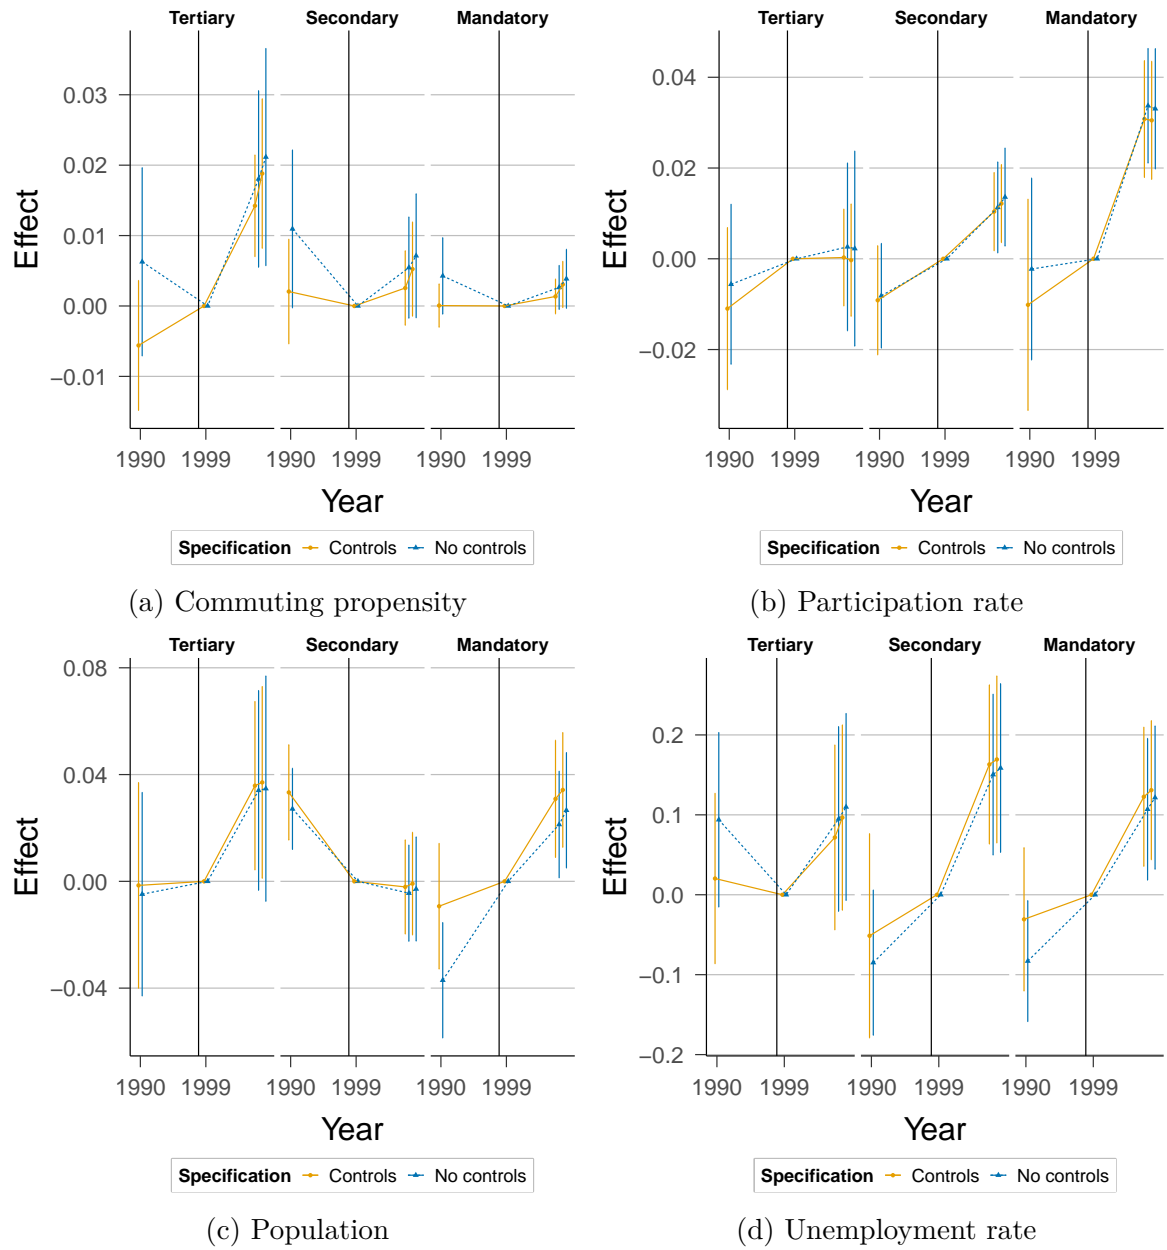 Tertiary Secondary Mandatory
0.03
0.02
0.01
0.00
−0.01
Effect
1990 1999 1990 1999 1990 1999
Year
Specification Controls No controls
(a) Commuting propensity
Tertiary Secondary Mandatory
0.04
0.02
0.00
−0.02
Effect
1990 1999 1990 1999 1990 1999
Year
Specification Controls No controls
(b) Participation rate
Tertiary Secondary Mandatory
0.08
0.04
0.00
−0.04
Effect
1990 1999 1990 1999 1990 1999
Year
Specification Controls No controls
(c) Population
Tertiary Secondary Mandatory
0.2
0.1
0.0
−0.1
−0.2
Effect
1990 1999 1990 1999 1990 1999
Year
Specification Controls No controls
(d) Unemployment rate